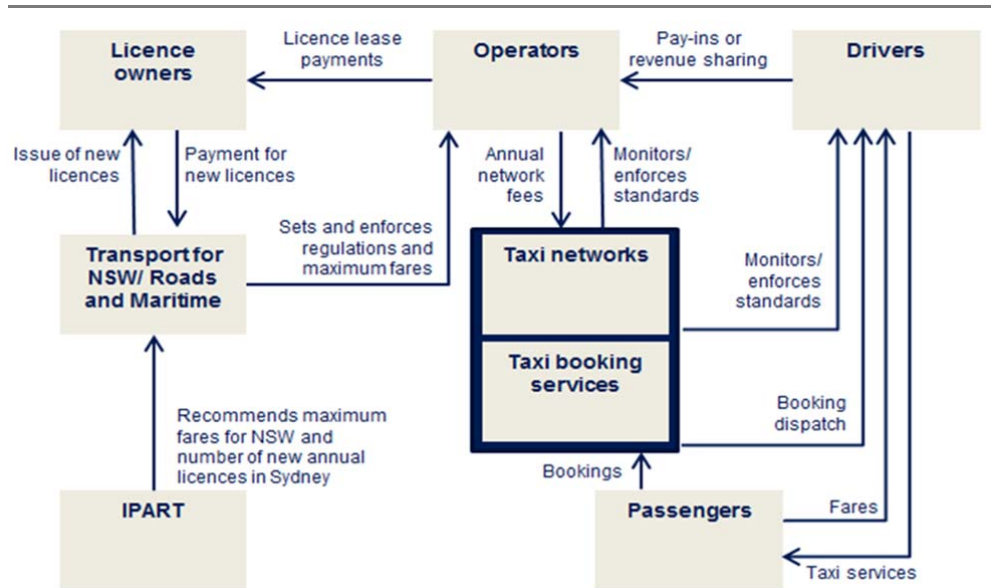 Licence
owners
Licence lease
payments
Operators
Pay-ins or
revenue sharing
Drivers
Issue of new
licences
Payment for
new licences
Annual
network
fees
Monitors/
enforces
standards
Sets and enforces
regulations and
maximum fares
Transport for
NSW/ Roads
and Maritime
Taxi networks
Monitors/
enforces
standards
Taxi booking
services
Recommends maximum
fares for NSW and
number of new annual
licences in Sydney
Booking
dispatch
Bookings
IPART
Passengers
Fares
Taxi services